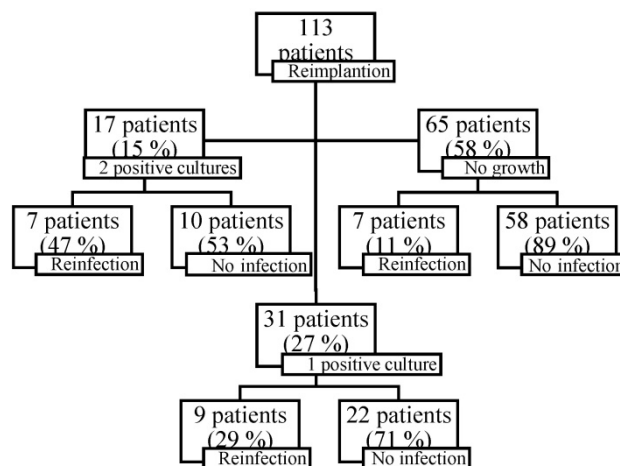 113
patients
Reimplantion
17 patients
(15 %)
2 positive cultures
65 patients
(58 %)
No growth
7 patients
(47 %)
Reinfection
10 patients
(53 %)
No infection
7 patients
(11 %)
Reinfection
58 patients
(89 %)
No infection
31 patients
(27 %)
1 positive culture
9 patients
(29 %)
Reinfection
22 patients
(71 %)
No infection